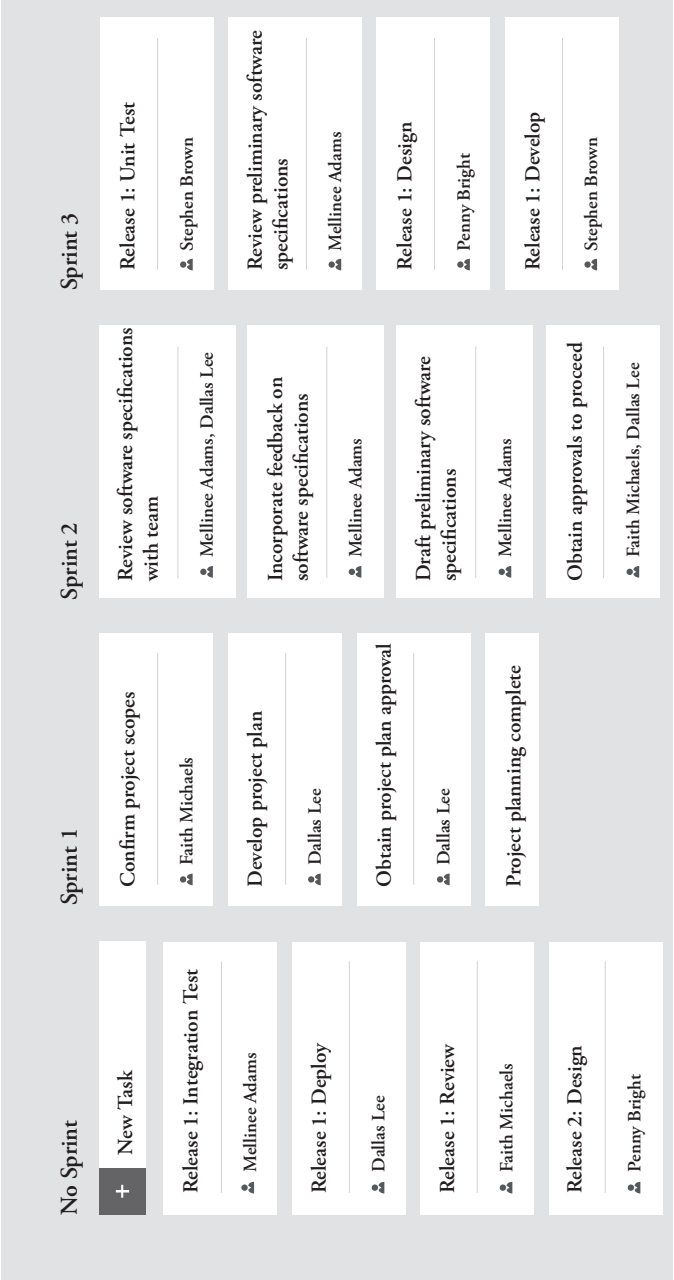 No Sprint
+ New Task
Release 1: Integration Test
Mellinee Adams
Release 1: Deploy
Dallas Lee
Release 1: Review
Faith Michaels
Release 2: Design
Penny Bright
Sprint 1
Confirm project scopes
Faith Michaels
Develop project plan
Dallas Lee
Obtain project plan approval
Dallas Lee
Project planning complete
Sprint 2
Review software specifications
with team
Mellinee Adams, Dallas Lee
Incorporate feedback on
software specifications
Mellinee Adams
Draft preliminary software
specifications
Mellinee Adams
Obtain approvals to proceed
Faith Michaels, Dallas Lee
Sprint 3
Release 1: Unit Test
Stephen Brown
Review preliminary software
specifications
Mellinee Adams
Release 1: Design
Penny Bright
Release 1: Develop
Stephen Brown